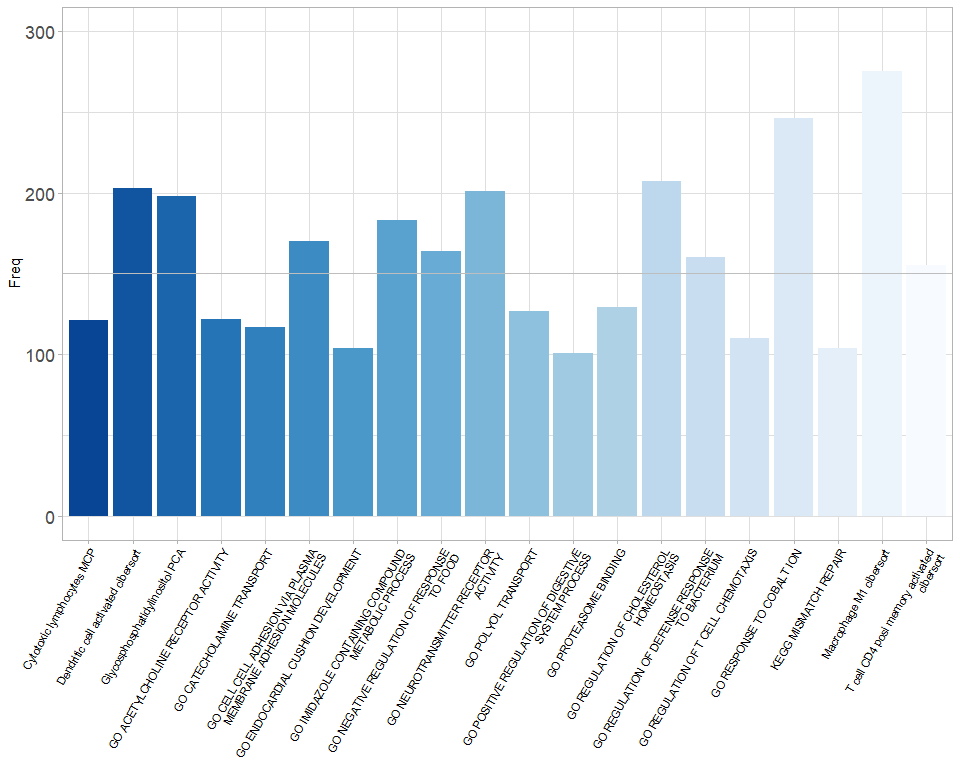 300
200
100
0
Freq
Cytotoxic lymphocytes MCP
Dendritic cell activated cibersort
Glycosphosphatidylinositol PCA
GO ACETYLCHOLINE RECEPTOR ACTIVITY
GO CATECHOLAMINE TRANSPORT
GO CELL CELL ADHESION VIA PLASMA
MEMBRANE ADHESION MOLECULES
GO ENDOCARDIAL CUSHION DEVELOPMENT
GO IMIDAZOLE CONTAINING COMPOUND
METABOLIC PROCESS
GO NEGATIVE REGULATION OF RESPONSE
TO FOOD
GO NEUROTRANSMITTER RECEPTOR
ACTIVITY
GO POLYOL TRANSPORT
GO POSITIVE REGULATION OF DIGESTIVE
SYSTEM PROCESS
GO PROTEASOME BINDING
GO REGULATION OF CHOLESTEROL
HOMEOSTASIS
GO REGULATION OF DEFENSE RESPONSE
TO BACTERIUM
GO REGULATION OF T CELL CHEMOTAXIS
GO RESPONSE TO COBALT ION
KEGG MISMATCH REPAIR
Macrophage M1 cibersort
T cell CD4 posi memory activated
cibersort